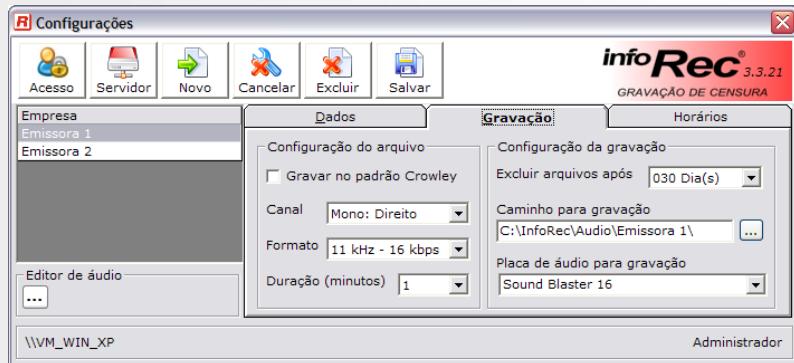 Configurações
Acesso Servidor Novo Cancelar Excluir Salvar
infoRec® 3.3.21
GRAVAÇÃO DE CENSURA
Empresa
Emissora 1
Emissora 2
Editor de áudio
...
Dados Gravação Horários
Configuração do arquivo
Gravar no padrão Crowley
Canal Mono: Direito
Formato 11 kHz - 16 kbps
Duração (minutos) 1
Configuração da gravação
Excluir arquivos após 030 Dia(s)
Caminho para gravação
C:\InfoRec\Audio\Emissora 1\ ...
Placa de áudio para gravação
Sound Blaster 16
\\VM_WIN_XP Administrador